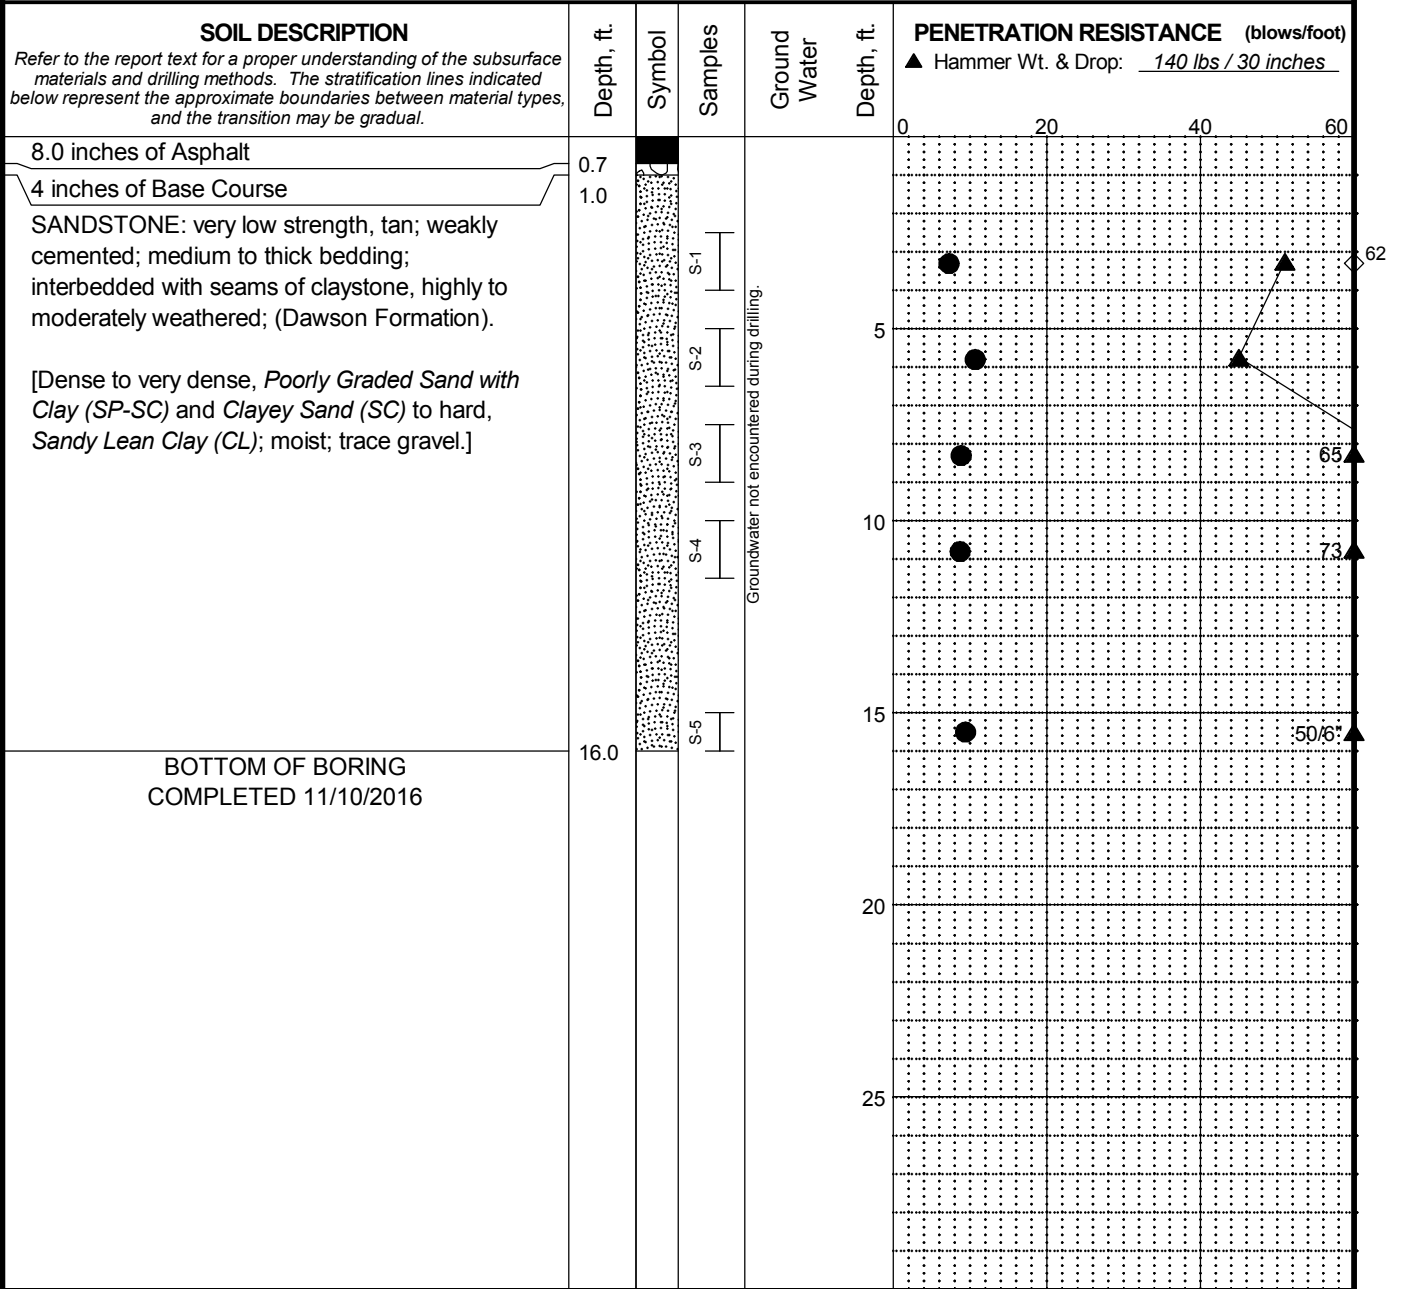 SOIL DESCRIPTION
Refer to the report text for a proper understanding of the subsurface
materials and drilling methods. The stratification lines indicated
below represent the approximate boundaries between material types,
and the transition may be gradual.
Depth, ft.
Symbol
Samples
Ground
Water
Depth, ft.
PENETRATION RESISTANCE (blows/foot)
▲ Hammer Wt. & Drop: 140 lbs / 30 inches
0 20 40 60
8.0 inches of Asphalt
0.7
4 inches of Base Course
1.0
SANDSTONE: very low strength, tan; weakly
cemented; medium to thick bedding;
interbedded with seams of claystone, highly to
moderately weathered; (Dawson Formation).
[Dense to very dense, Poorly Graded Sand with
Clay (SP-SC) and Clayey Sand (SC) to hard,
Sandy Lean Clay (CL); moist; trace gravel.]
16.0
BOTTOM OF BORING
COMPLETED 11/10/2016
S-1
S-2
S-3
S-4
S-5
Groundwater not encountered during drilling.
5
10
15
20
25
62
65
73
50/6"